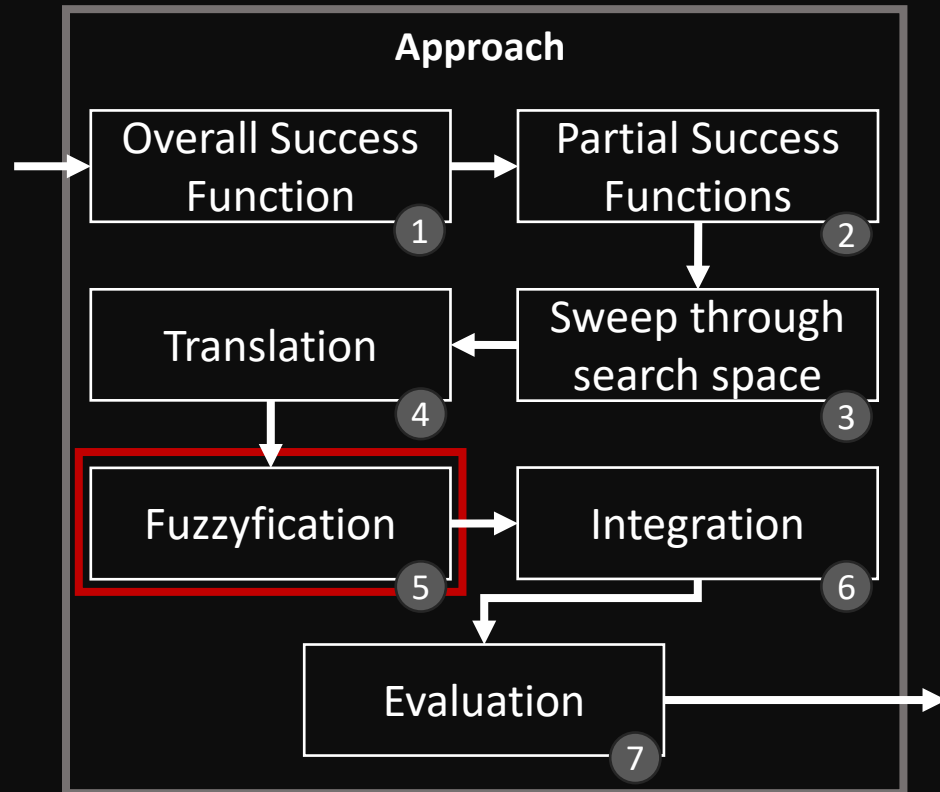 Approach
Overall Success
Function
1
Partial Success
Functions
2
Sweep through
search space
3
Translation
4
Fuzzyfication
5
Integration
6
Evaluation
7